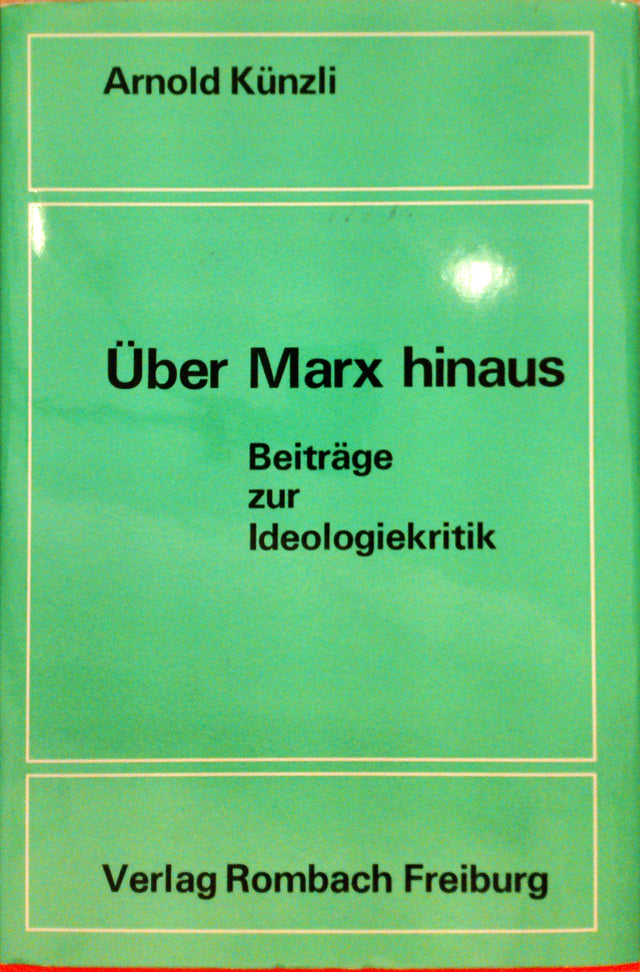 Arnold Künzli
Über Marx hinaus
Beiträge
zur
Ideologiekritik
Verlag Rombach Freiburg